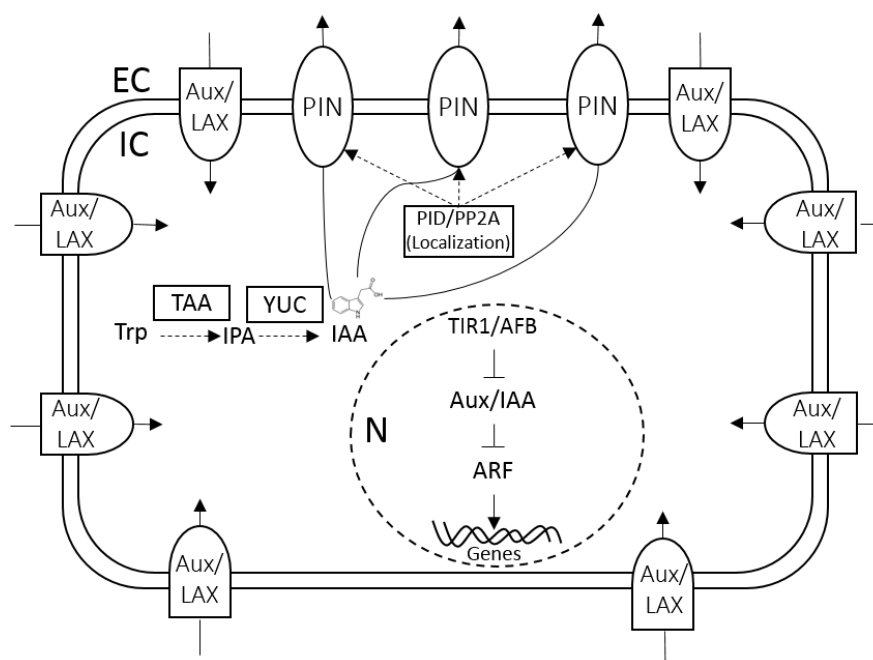 EC
IC
Aux/
LAX
PIN
PIN
PIN
Aux/
LAX
Aux/
LAX
PID/PP2A
(Localization)
Aux/
LAX
TAA
YUC
O
OH
N
H
Trp
IPA
IAA
TIR1/AFB
Aux/IAA
N
ARF
Genes
Aux/
LAX
Aux/
LAX
Aux/
LAX
Aux/
LAX